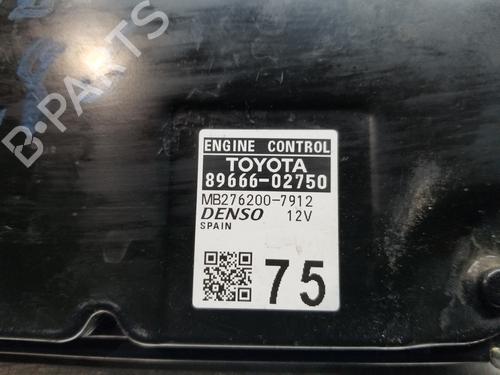 B-PARTS
ENGINE CONTROL
TOYOTA
89666-02750
MB276200-7912
DENSO 12V
SPAIN
75